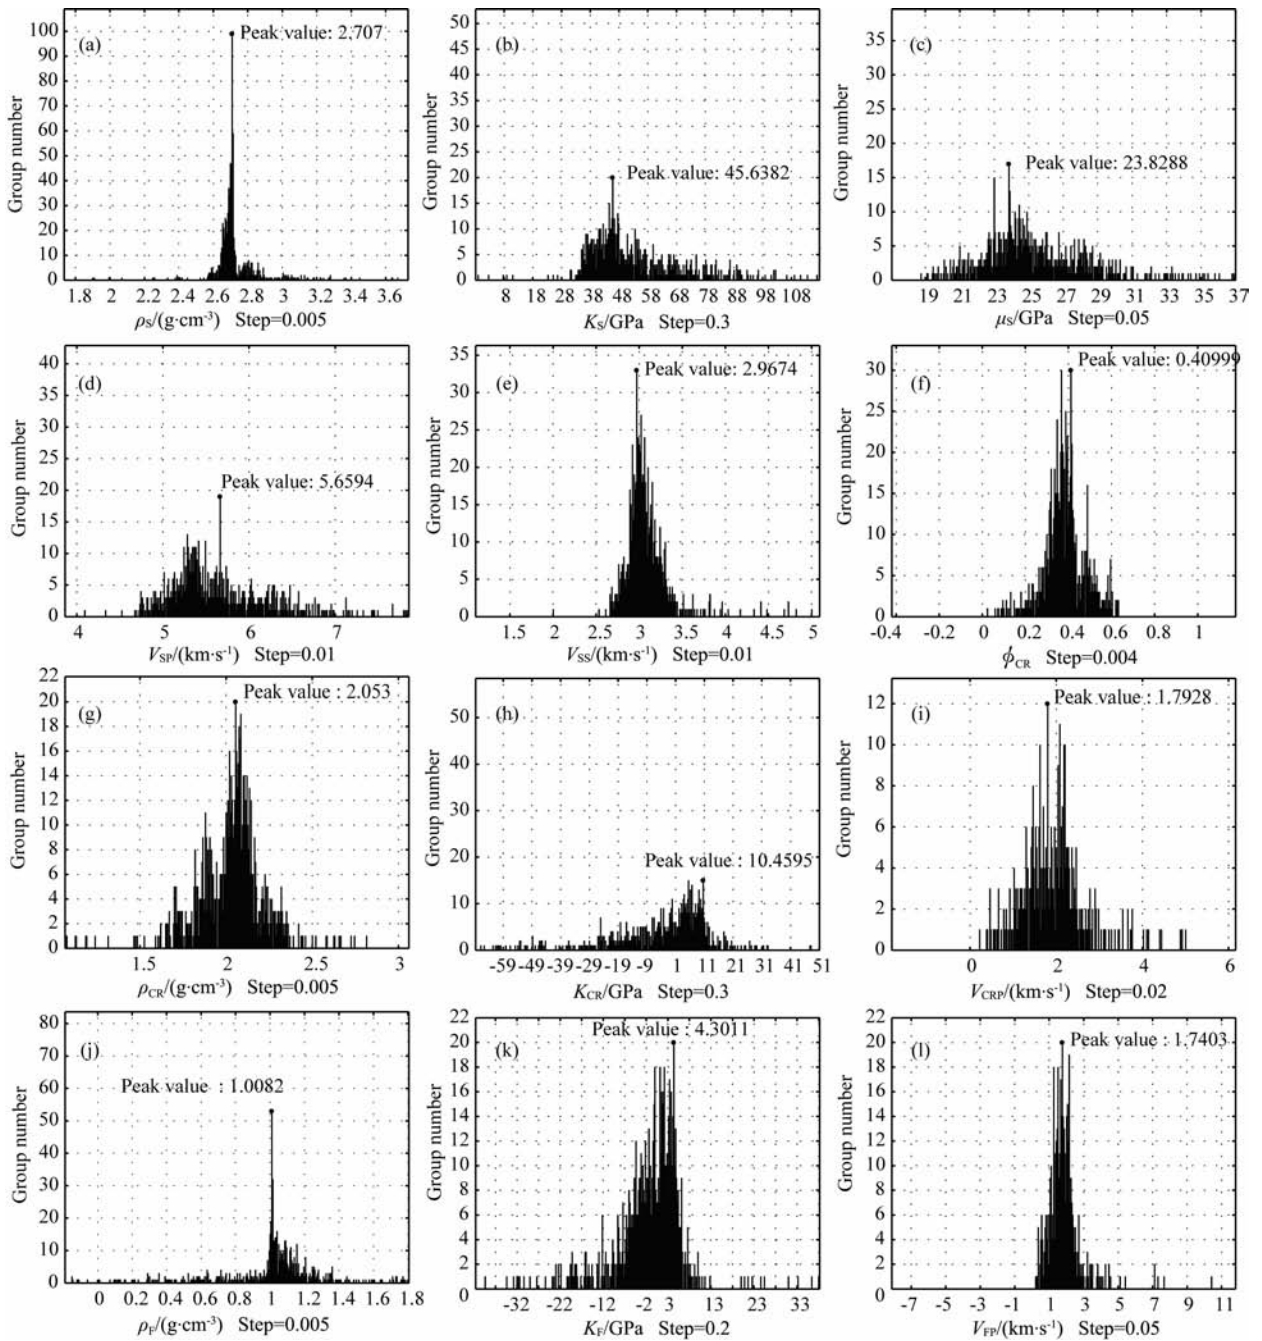 (a)
Peak value: 2.707
Group number
100
90
80
70
60
50
40
30
20
10
0
1.8 2 2.2 2.4 2.6 2.8 3 3.2 3.4 3.6
ρS/(g·cm-3) Step=0.005
(b)
Peak value: 45.6382
Group number
50
45
40
35
30
25
20
15
10
5
0
8 18 28 38 48 58 68 78 88 98 108
KS/GPa Step=0.3
(c)
Peak value: 23.8288
Group number
35
30
25
20
15
10
5
0
19 21 23 25 27 29 31 33 35 37
μS/GPa Step=0.05
(d)
Peak value: 5.6594
Group number
40
35
30
25
20
15
10
5
0
4 5 6 7
VSP/(km·s-1) Step=0.01
(e)
Peak value: 2.9674
Group number
35
30
25
20
15
10
5
0
1.5 2 2.5 3 3.5 4 4.5 5
VSS/(km·s-1) Step=0.01
(f)
Peak value: 0.40999
Group number
30
25
20
15
10
5
0
-0.4 -0.2 0 0.2 0.4 0.6 0.8 1
ϕCR Step=0.004
(g)
Peak value : 2.053
Group number
22
20
18
16
14
12
10
8
6
4
2
0
1.5 2 2.5 3
ρCR/(g·cm-3) Step=0.005
(h)
Peak value : 10.4595
Group number
50
40
30
20
10
0
-59 -49 -39 -29 -19 -9 1 11 21 31 41 51
KCR/GPa Step=0.3
(i)
Peak value : 1.7928
Group number
12
10
8
6
4
2
0
0 2 4 6
VCRP/(km·s-1) Step=0.02
(j)
Peak value : 1.0082
Group number
80
70
60
50
40
30
20
10
0
0 0.2 0.4 0.6 0.8 1 1.2 1.4 1.6 1.8
ρF/(g·cm-3) Step=0.005
(k)
Peak value : 4.3011
Group number
22
20
18
16
14
12
10
8
6
4
2
0
-32 -22 -12 -2 3 13 23 33
KF/GPa Step=0.2
(l)
Peak value : 1.7403
Group number
22
20
18
16
14
12
10
8
6
4
2
0
-7 -5 -3 -1 1 3 5 7 9 11
VFP/(km·s-1) Step=0.05